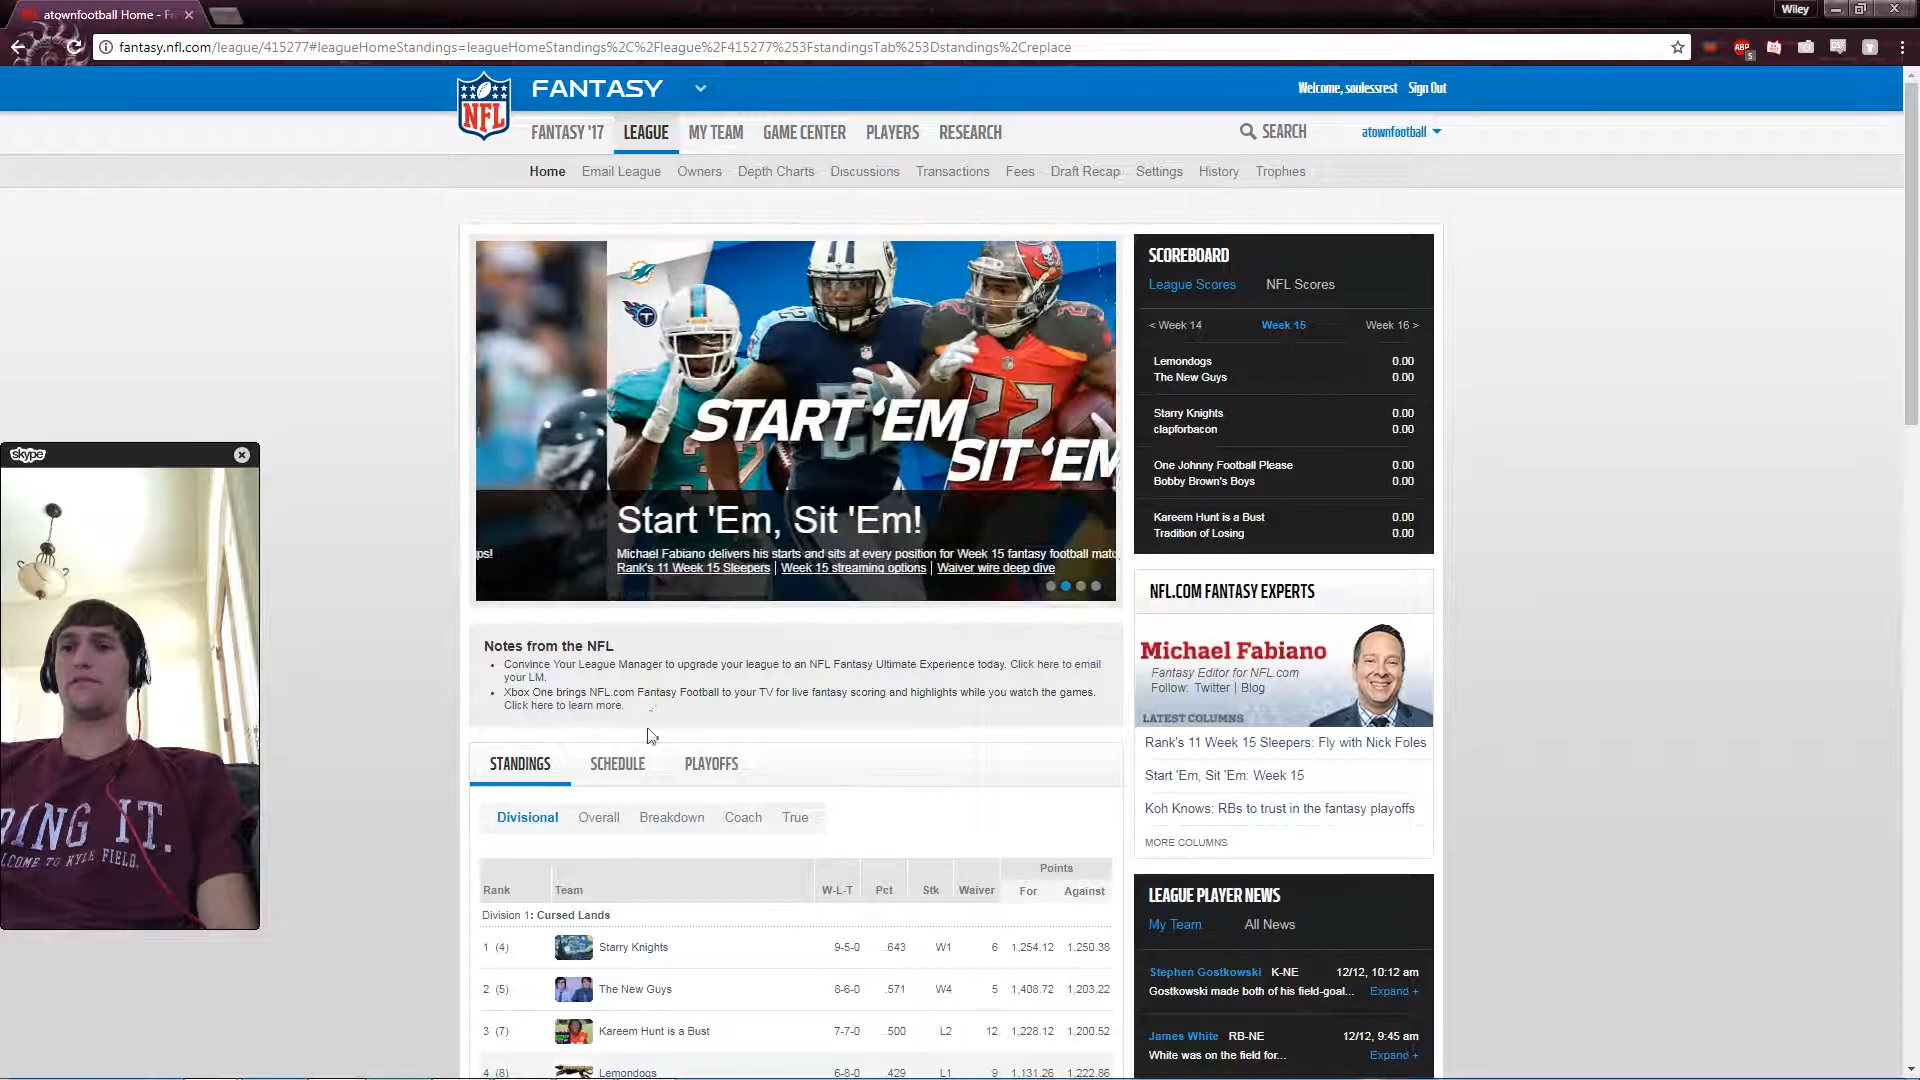 atownfootball Home - Fr
Wiley
fantasy.nfl.com/league/415277#leagueHomeStandings=leagueHomeStandings%2C%2Fleague%2F415277%253FstandingsTab%253Dstandings%2Creplace
ABP
5
NFL
FANTASY
Welcome, soulessrest Sign Out
FANTASY '17 LEAGUE MY TEAM GAME CENTER PLAYERS RESEARCH
SEARCH
atownfootball
Home Email League Owners Depth Charts Discussions Transactions Fees Draft Recap Settings History Trophies
START 'EM
SIT 'EM
22
Start 'Em, Sit 'Em!
ps!
Michael Fabiano delivers his starts and sits at every position for Week 15 fantasy football matc
Rank's 11 Week 15 Sleepers | Week 15 streaming options | Waiver wire deep dive
SCOREBOARD
League Scores NFL Scores
< Week 14 Week 15 Week 16 >
Lemondogs 0.00
The New Guys 0.00
Starry Knights 0.00
clapforbacon 0.00
One Johnny Football Please 0.00
Bobby Brown's Boys 0.00
Kareem Hunt is a Bust 0.00
Tradition of Losing 0.00
skype
RING IT.
LCOME TO KYLE FIELD.
Notes from the NFL
• Convince Your League Manager to upgrade your league to an NFL Fantasy Ultimate Experience today. Click here to email
your LM.
• Xbox One brings NFL.com Fantasy Football to your TV for live fantasy scoring and highlights while you watch the games.
Click here to learn more.
NFL.COM FANTASY EXPERTS
Michael Fabiano
Fantasy Editor for NFL.com
Follow: Twitter | Blog
LATEST COLUMNS
Rank's 11 Week 15 Sleepers: Fly with Nick Foles
Start 'Em, Sit 'Em: Week 15
Koh Knows: RBs to trust in the fantasy playoffs
MORE COLUMNS
STANDINGS SCHEDULE PLAYOFFS
Divisional Overall Breakdown Coach True
Points
Rank Team W-L-T Pct Stk Waiver For Against
Division 1: Cursed Lands
1 (4) Starry Knights 9-5-0 .643 W1 6 1,254.12 1,250.38
2 (5) The New Guys 8-6-0 .571 W4 5 1,408.72 1,203.22
3 (7) Kareem Hunt is a Bust 7-7-0 .500 L2 12 1,228.12 1,200.52
4 (8) Lemondogs 6-8-0 .429 L1 9 1,131.26 1,222.86
LEAGUE PLAYER NEWS
My Team All News
Stephen Gostkowski K-NE 12/12, 10:12 am
Gostkowski made both of his field-goal... Expand +
James White RB-NE 12/12, 9:45 am
White was on the field for... Expand +